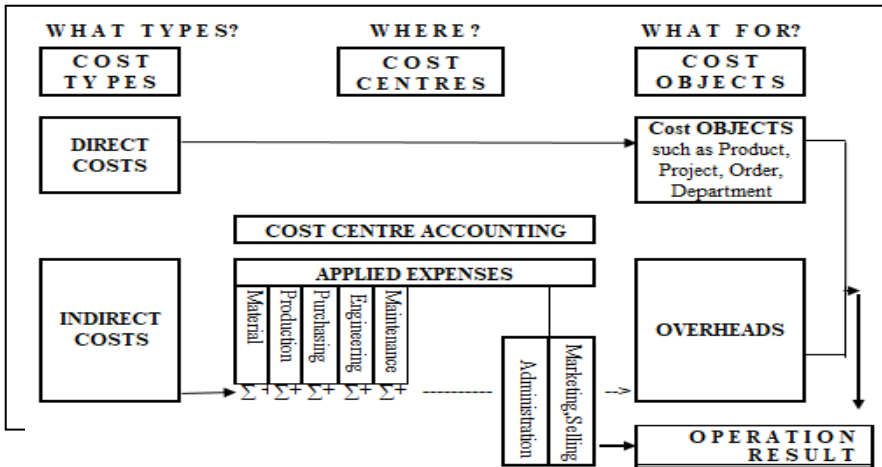 WHAT TYPES?
WHERE?
WHAT FOR?
COST
TYPES
COST
CENTRES
COST
OBJECTS
DIRECT
COSTS
Cost OBJECTS
such as Product,
Project, Order,
Department
COST CENTRE ACCOUNTING
APPLIED EXPENSES
INDIRECT
COSTS
Material
Production
Purchasing
Engineering
Maintenance
∑+ ∑+ ∑+ ∑+ ∑+
Administration
Marketing,Selling
OVERHEADS
OPERATION
RESULT